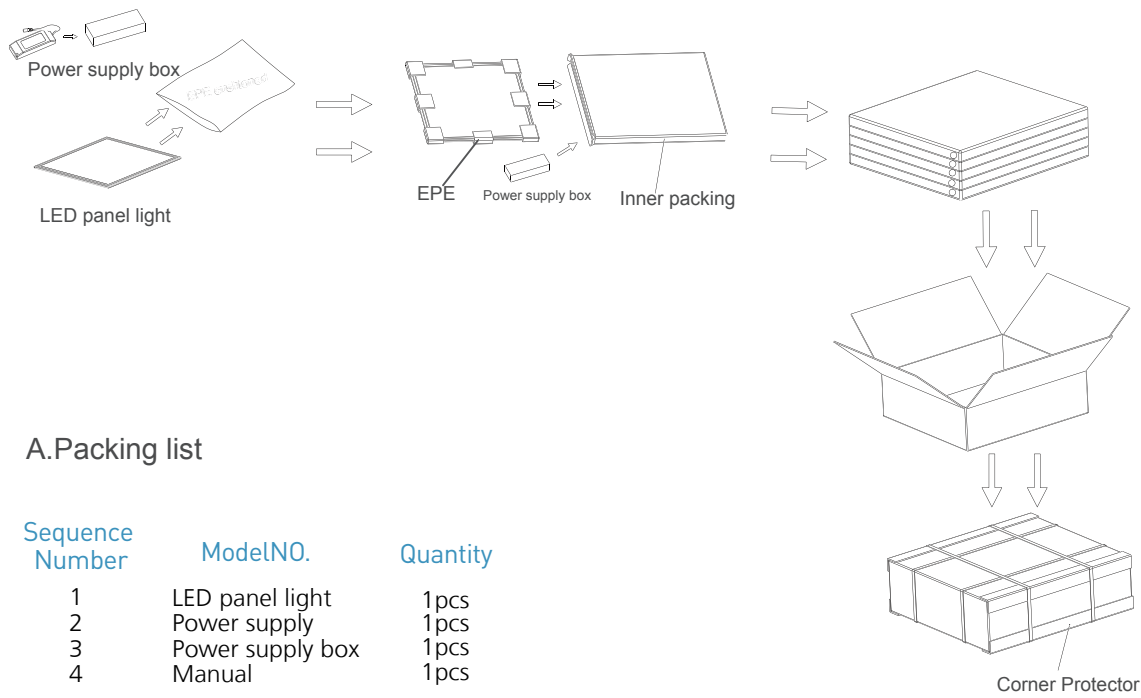 Power supply box
LED panel light
EPE
Power supply box
Inner packing
A.Packing list
Sequence
Number
ModelNO.
Quantity
1 LED panel light 1pcs
2 Power supply 1pcs
3 Power supply box 1pcs
4 Manual 1pcs
Corner Protector